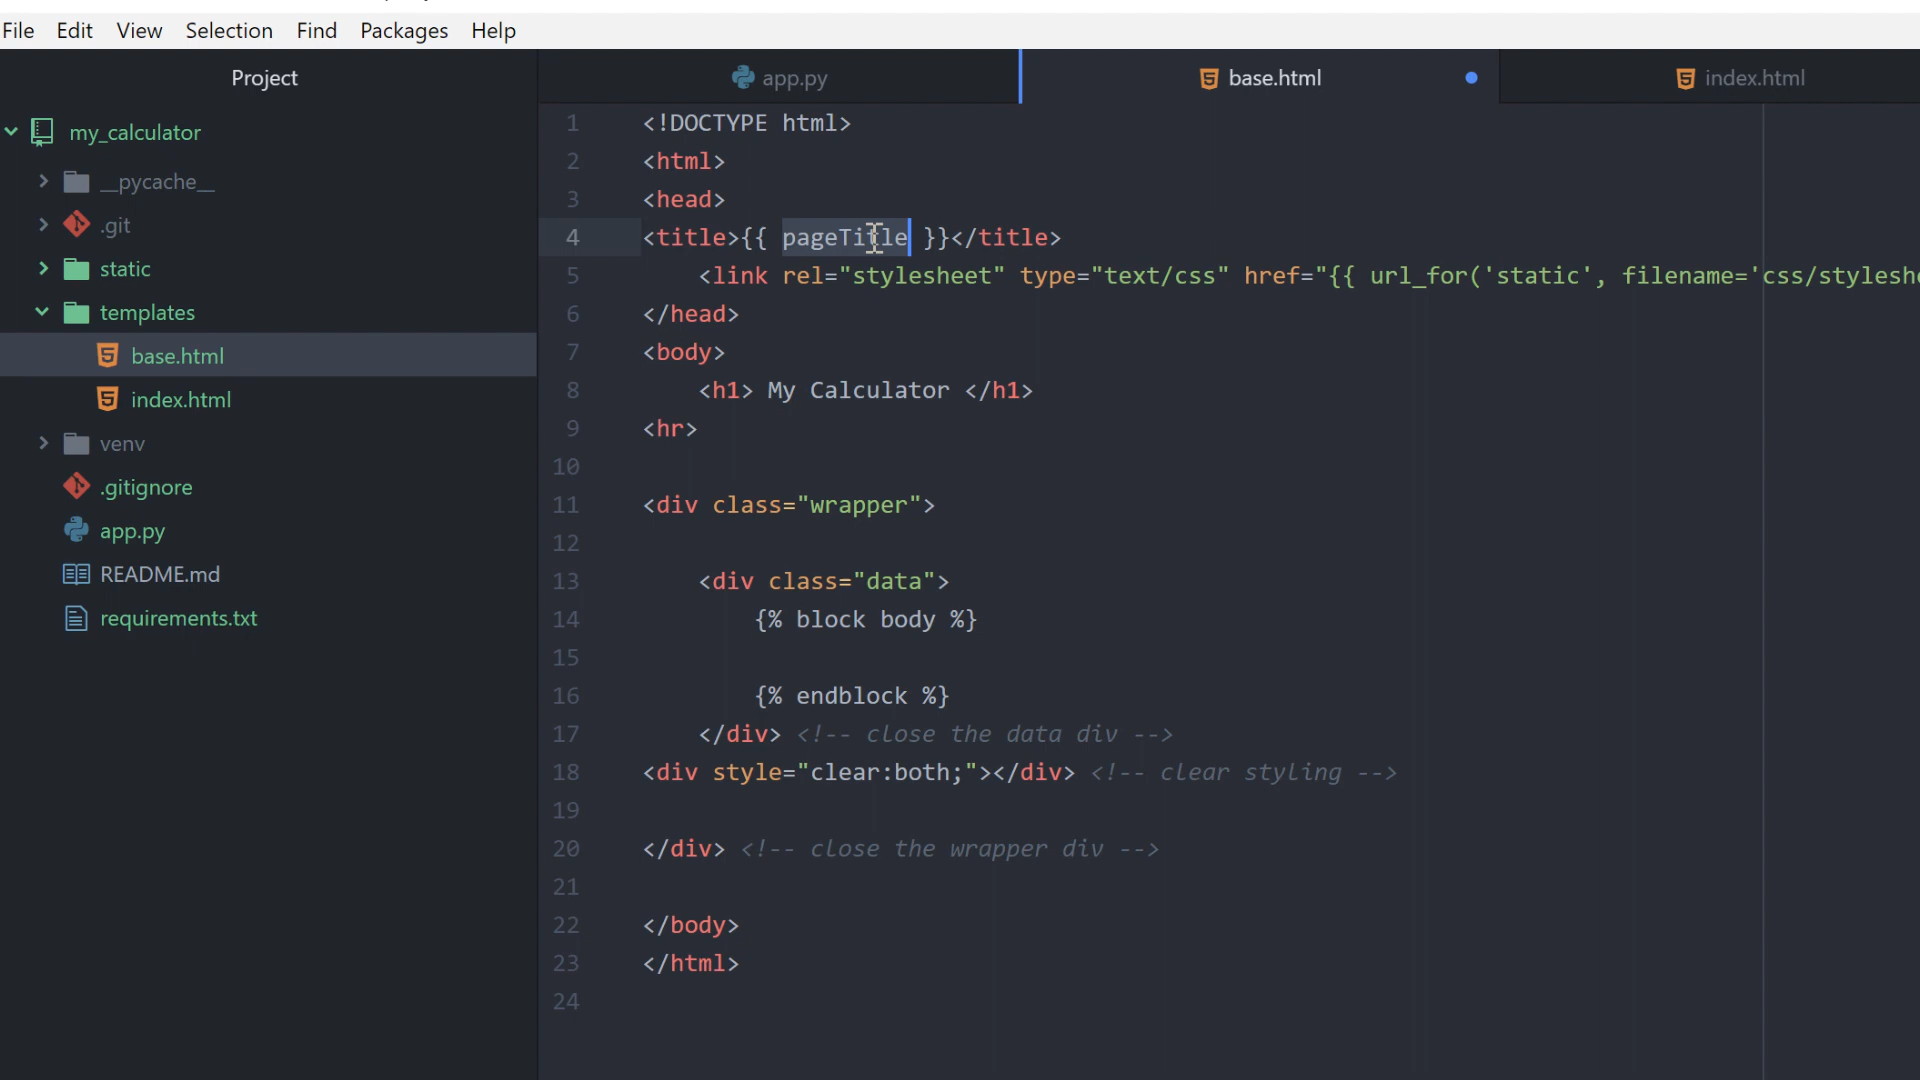 File Edit View Selection Find Packages Help
Project
my_calculator
__pycache__
.git
static
templates
base.html
index.html
venv
.gitignore
app.py
README.md
requirements.txt
app.py
base.html
index.html
1 <!DOCTYPE html>
2 <html>
3 <head>
4 <title>{{ pageTitle }}</title>
5 <link rel="stylesheet" type="text/css" href="{{ url_for('static', filename='css/stylesh
6 </head>
7 <body>
8 <h1> My Calculator </h1>
9 <hr>
10
11 <div class="wrapper">
12
13 <div class="data">
14 {% block body %}
15
16 {% endblock %}
17 </div> <!-- close the data div -->
18 <div style="clear:both;"></div> <!-- clear styling -->
19
20 </div> <!-- close the wrapper div -->
21
22 </body>
23 </html>
24